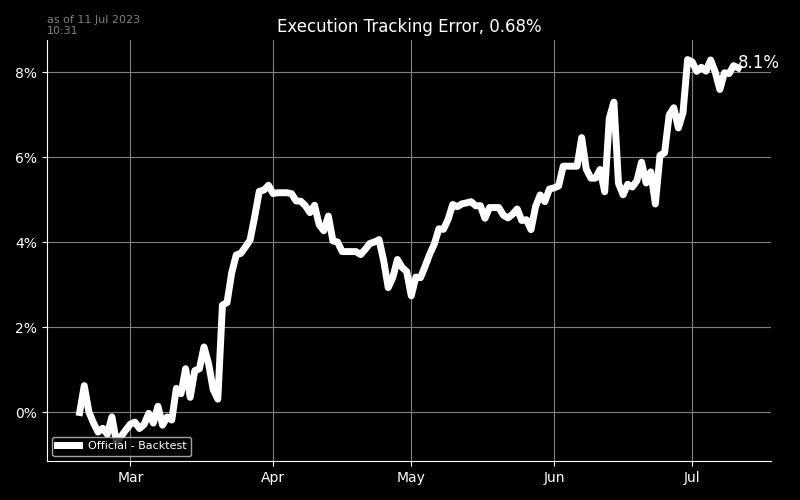 as of 11 Jul 2023
10:31
Execution Tracking Error, 0.68%
8%
8.1%
6%
4%
2%
0%
Official - Backtest
Mar Apr May Jun Jul